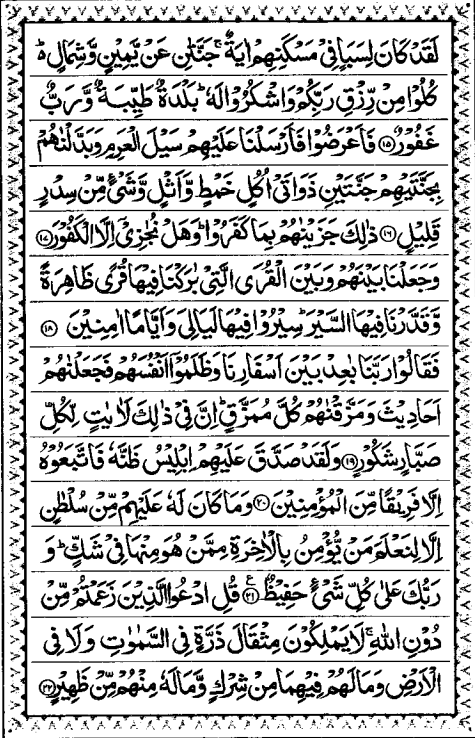 لَقَدْ كَانَ لِسَبَاٍ فِیْ مَسْكَنِهِمْ اٰیَةٌ ۚ جَنَّتٰنِ عَنْ یَّمِیْنٍ وَّشِمَالٍ ؕ
كُلُوْا مِنْ رِّزْقِ رَبِّكُمْ وَاشْكُرُوْا لَهٗ ؕ بَلْدَةٌ طَیِّبَةٌ وَّرَبٌّ
غَفُوْرٌ ﴿۱۵﴾ فَاَعْرَضُوْا فَاَرْسَلْنَا عَلَیْهِمْ سَیْلَ الْعَرِمِ وَبَدَّلْنٰهُمْ
بِجَنَّتَیْهِمْ جَنَّتَیْنِ ذَوَاتَیْ اُكُلٍ خَمْطٍ وَّاَثْلٍ وَّشَیْءٍ مِّنْ سِدْرٍ
قَلِیْلٍ ﴿۱۶﴾ ذٰلِكَ جَزَیْنٰهُمْ بِمَا كَفَرُوْا ؕ وَهَلْ نُجٰزِیْۤ اِلَّا الْكَفُوْرَ ﴿۱۷﴾
وَجَعَلْنَا بَیْنَهُمْ وَبَیْنَ الْقُرَی الَّتِیْ بٰرَكْنَا فِیْهَا قُرًی ظَاهِرَةً
وَّقَدَّرْنَا فِیْهَا السَّیْرَ ؕ سِیْرُوْا فِیْهَا لَیَالِیَ وَاَیَّامًا اٰمِنِیْنَ ﴿۱۸﴾
فَقَالُوْا رَبَّنَا بٰعِدْ بَیْنَ اَسْفَارِنَا وَظَلَمُوْۤا اَنْفُسَهُمْ فَجَعَلْنٰهُمْ
اَحَادِیْثَ وَمَزَّقْنٰهُمْ كُلَّ مُمَزَّقٍ ؕ اِنَّ فِیْ ذٰلِكَ لَاٰیٰتٍ لِّكُلِّ
صَبَّارٍ شَكُوْرٍ ﴿۱۹﴾ وَلَقَدْ صَدَّقَ عَلَیْهِمْ اِبْلِیْسُ ظَنَّهٗ فَاتَّبَعُوْهُ
اِلَّا فَرِیْقًا مِّنَ الْمُؤْمِنِیْنَ ﴿۲۰﴾ وَمَا كَانَ لَهٗ عَلَیْهِمْ مِّنْ سُلْطٰنٍ
اِلَّا لِنَعْلَمَ مَنْ یُّؤْمِنُ بِالْاٰخِرَةِ مِمَّنْ هُوَ مِنْهَا فِیْ شَكٍّ ؕ وَ
رَبُّكَ عَلٰی كُلِّ شَیْءٍ حَفِیْظٌ ﴿۲۱﴾ ع قُلِ ادْعُوا الَّذِیْنَ زَعَمْتُمْ مِّنْ
دُوْنِ اللّٰهِ ۚ لَا یَمْلِكُوْنَ مِثْقَالَ ذَرَّةٍ فِی السَّمٰوٰتِ وَلَا فِی
الْاَرْضِ وَمَا لَهُمْ فِیْهِمَا مِنْ شِرْكٍ وَّمَا لَهٗ مِنْهُمْ مِّنْ ظَهِیْرٍ ﴿۲۲﴾